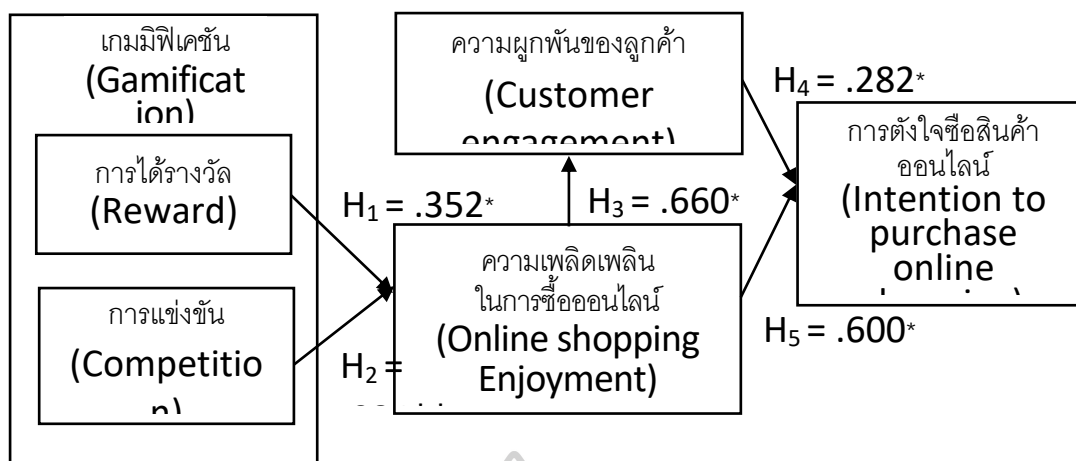 เกมมิฟิเคชัน
(Gamificat
ion)
การได้รางวัล
(Reward)
การแข่งขัน
(Competitio
n)
H₁ = .352*
H₂ =
ความผูกพันของลูกค้า
(Customer
engagement)
H₃ = .660*
ความเพลิดเพลิน
ในการซื้อออนไลน์
(Online shopping
Enjoyment)
H₄ = .282*
การตังใจซือสินค้า
ออนไลน์
(Intention to
purchase
online
H₅ = .600*